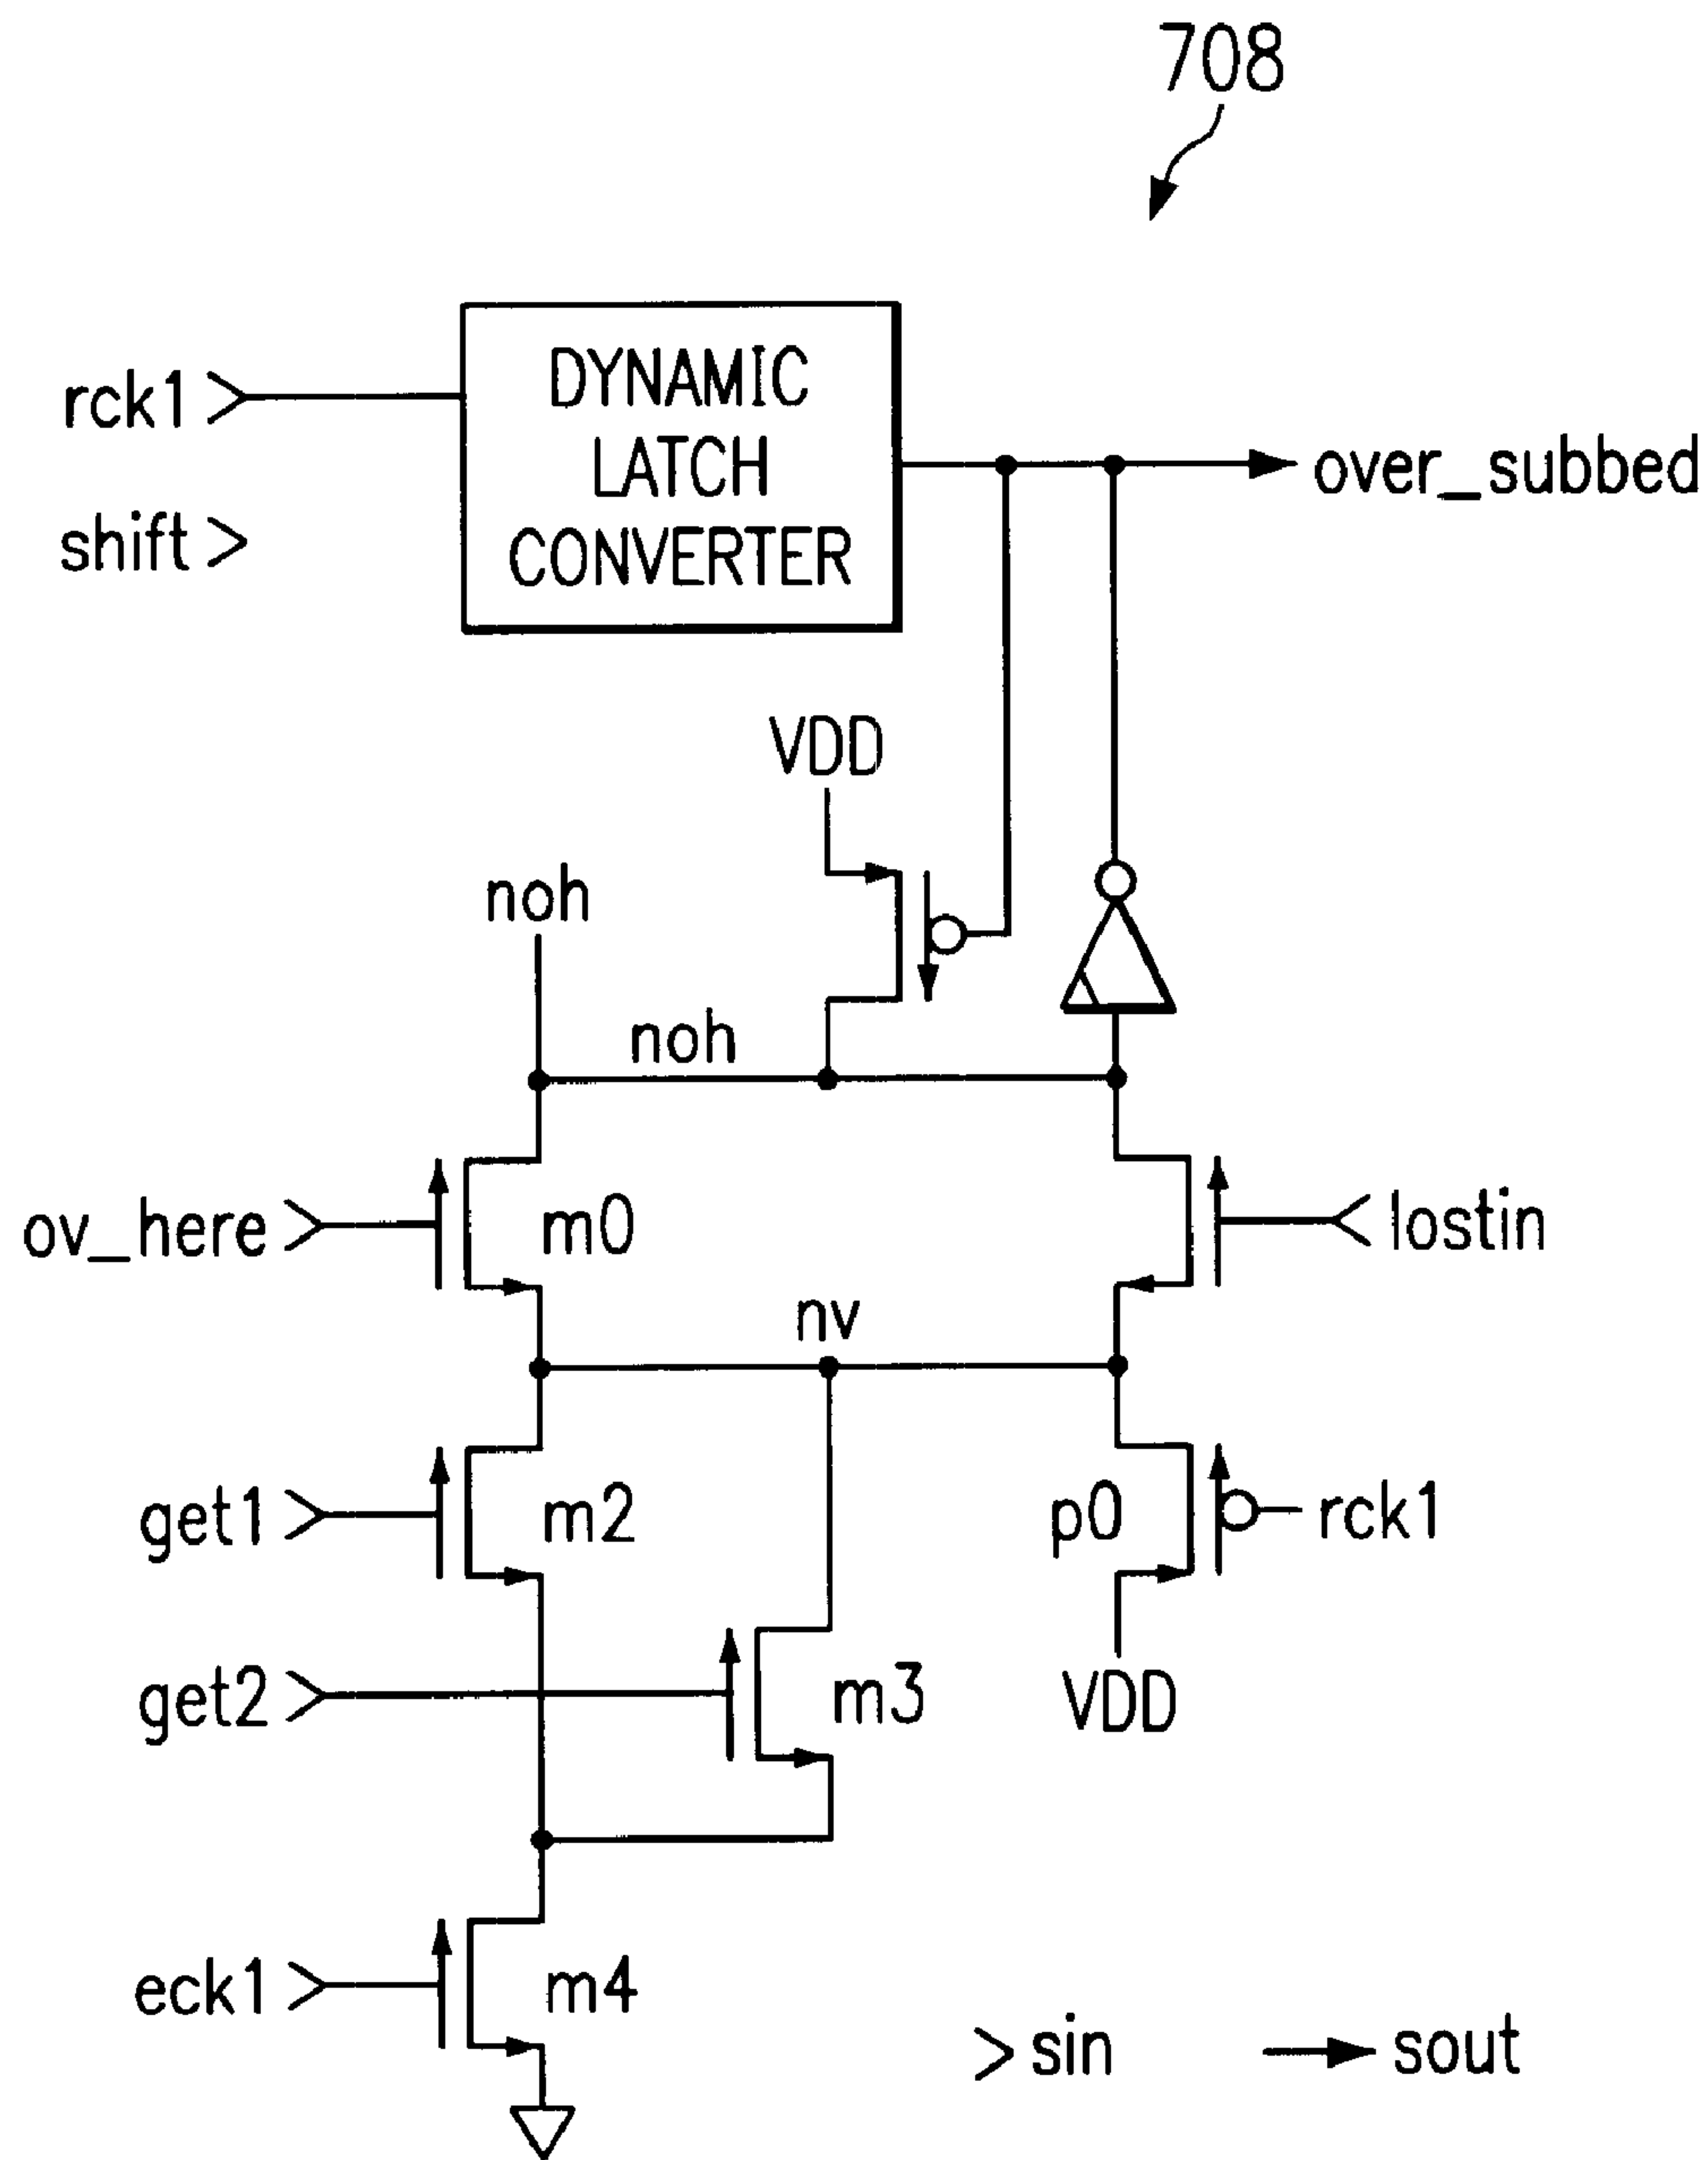 708
rck1
DYNAMIC
LATCH
CONVERTER
over_subbed
shift
VDD
noh
noh
ov_here
m0
lostin
nv
get1
m2
p0
rck1
get2
m3
VDD
eck1
m4
sin
sout